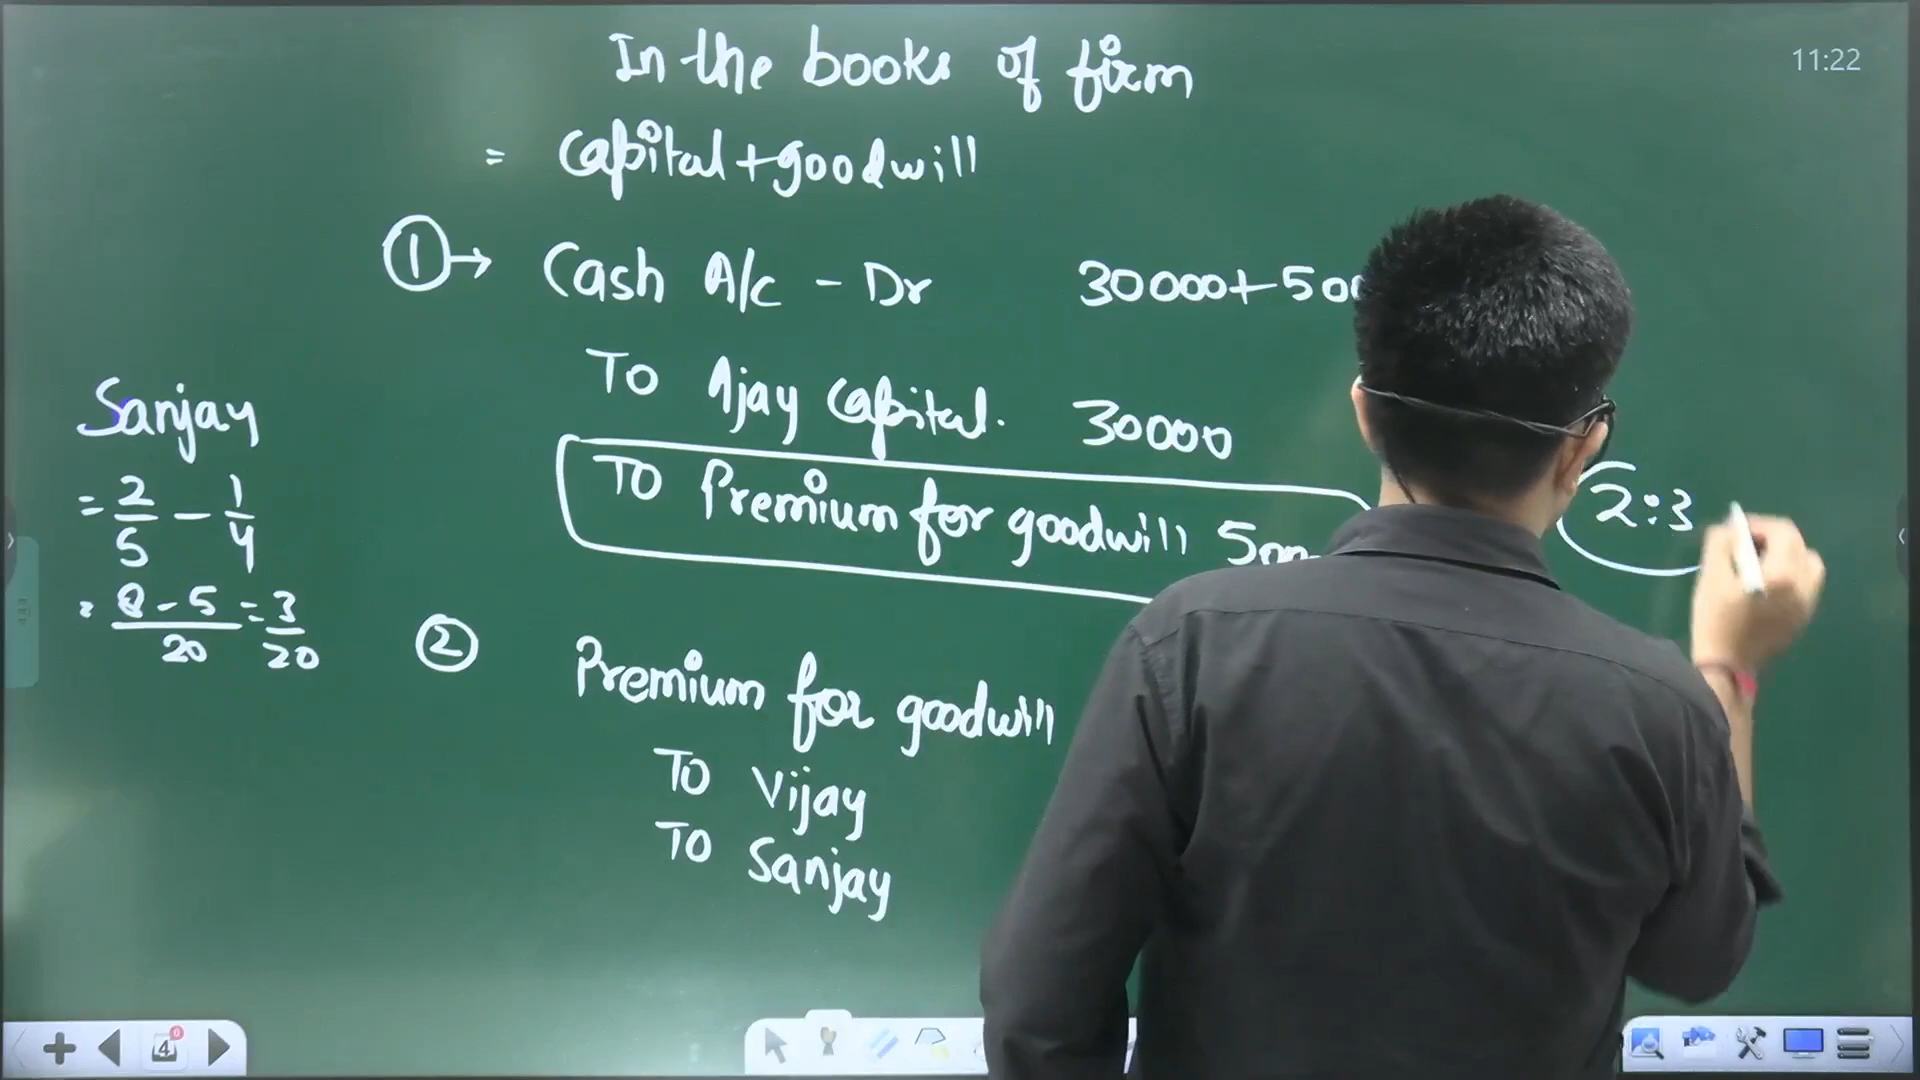 11:22
In the books of firm
= Capital + goodwill
① → Cash A/c - Dr 30000+500
To Ajay Capital. 30000
To Premium for goodwill
2:3
Sanjay
= 2/5 - 1/4
= 8-5/20 = 3/20
② Premium for goodwill
To Vijay
To Sanjay
4